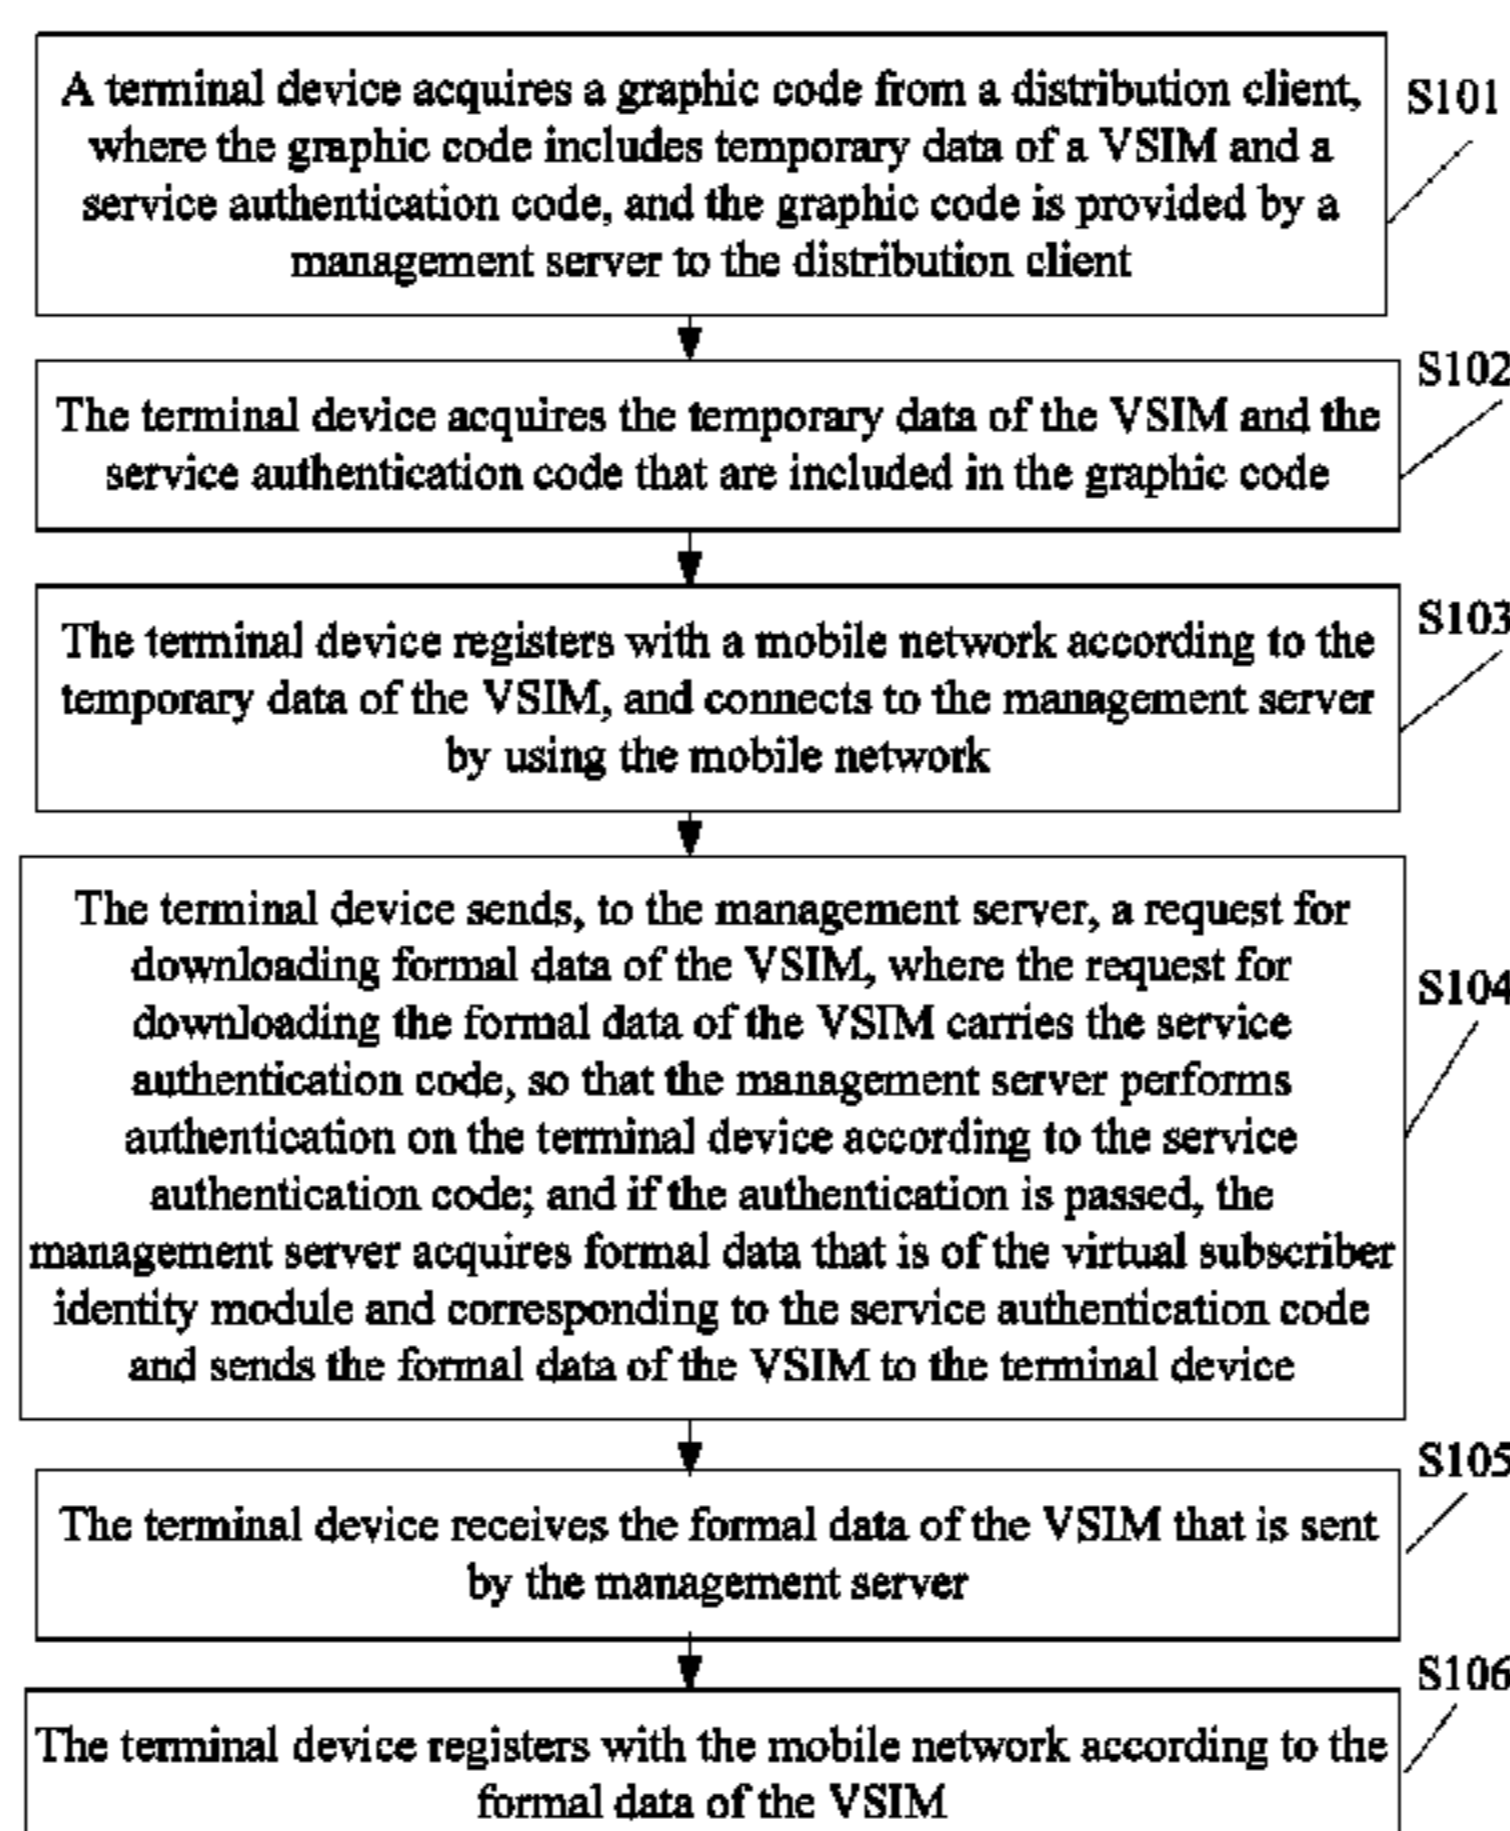 A terminal device acquires a graphic code from a distribution client,
where the graphic code includes temporary data of a VSIM and a
service authentication code, and the graphic code is provided by a
management server to the distribution client
S101
The terminal device acquires the temporary data of the VSIM and the
service authentication code that are included in the graphic code
S102
The terminal device registers with a mobile network according to the
temporary data of the VSIM, and connects to the management server
by using the mobile network
S103
The terminal device sends, to the management server, a request for
downloading formal data of the VSIM, where the request for
downloading the formal data of the VSIM carries the service
authentication code, so that the management server performs
authentication on the terminal device according to the service
authentication code; and if the authentication is passed, the
management server acquires formal data that is of the virtual subscriber
identity module and corresponding to the service authentication code
and sends the formal data of the VSIM to the terminal device
S104
The terminal device receives the formal data of the VSIM that is sent
by the management server
S105
The terminal device registers with the mobile network according to the
formal data of the VSIM
S106